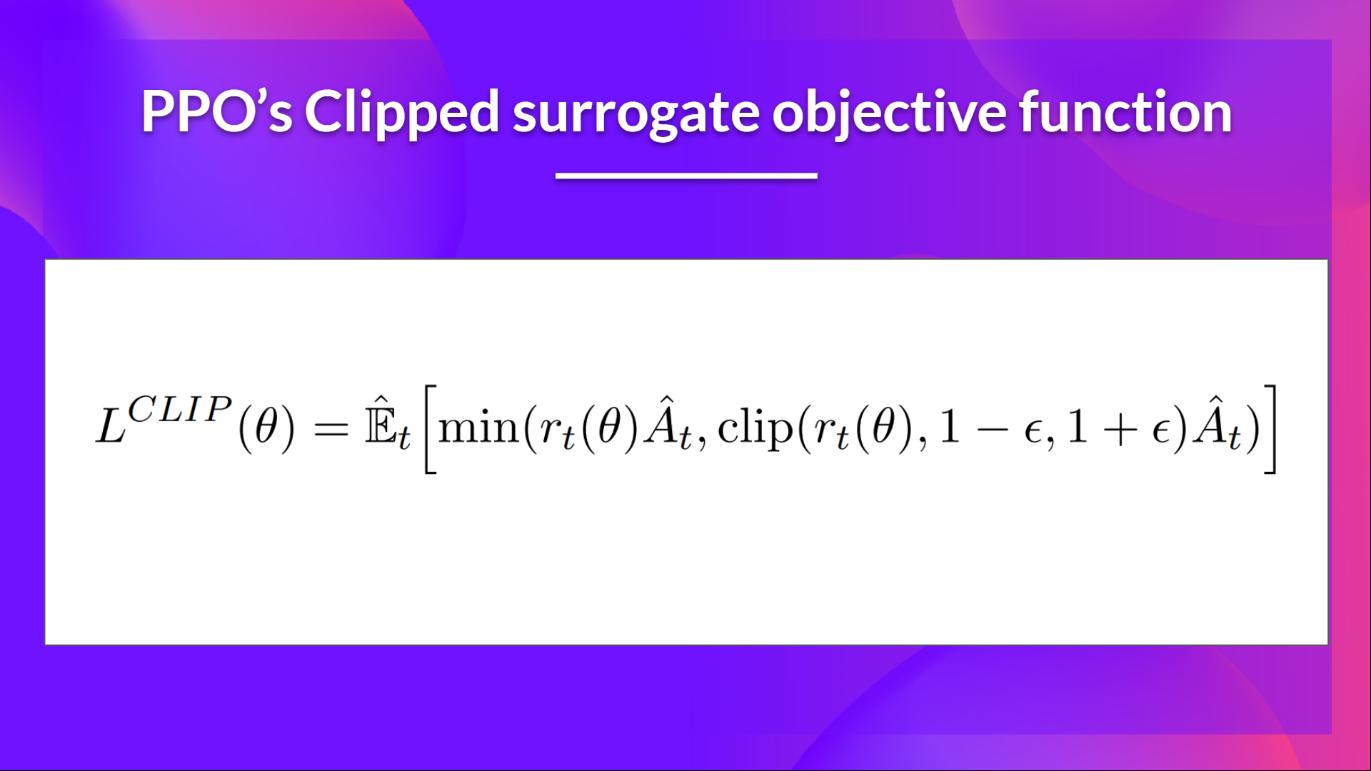 PPO’s Clipped surrogate objective function
L^{CLIP}(θ) = 𝔼̂_t[min(r_t(θ)Â_t, clip(r_t(θ), 1 − ϵ, 1 + ϵ)Â_t)]